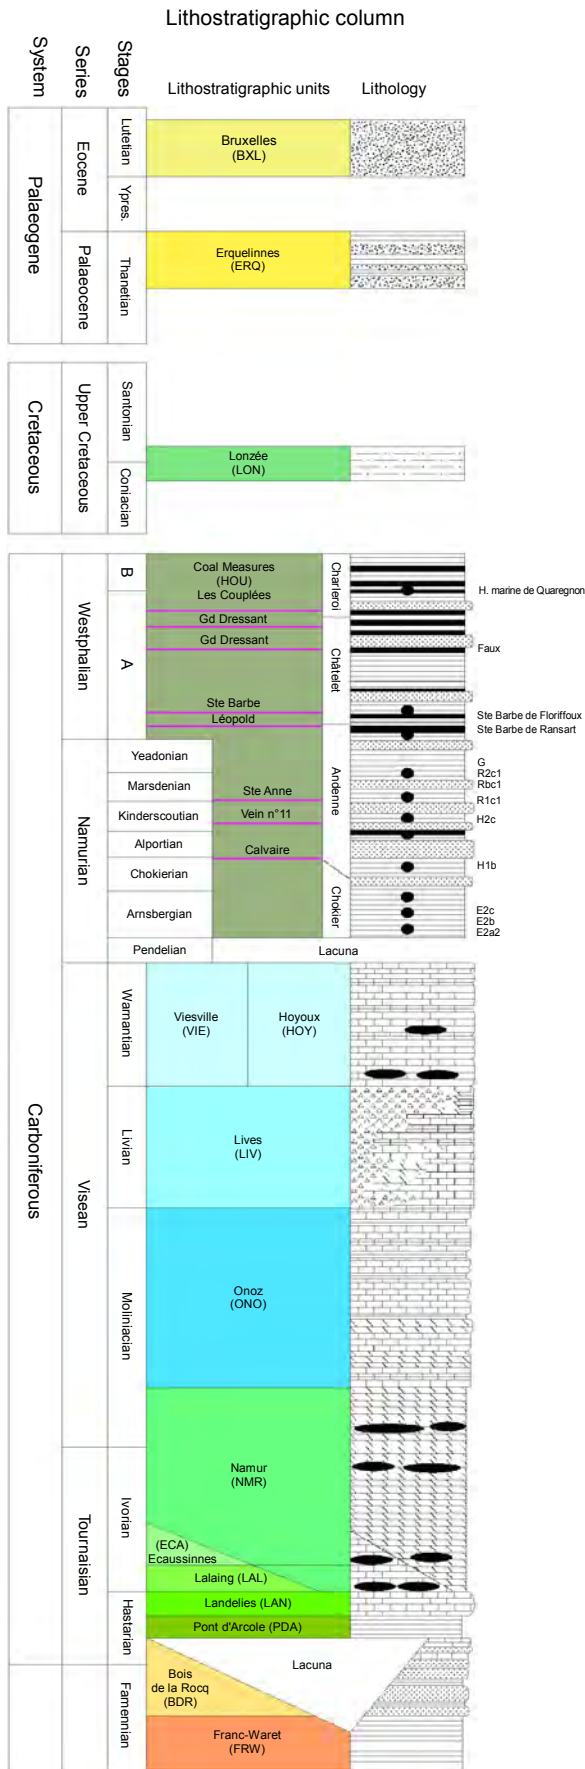 Lithostratigraphic column
System
Series
Stages
Lithostratigraphic units
Lithology
Palaeogene
Eocene
Lutetian
Bruxelles
(BXL)
Ypres.
Palaeocene
Thanetian
Erquelinnes
(ERQ)
Cretaceous
Upper Cretaceous
Santonian
Coniacian
Lonzée
(LON)
Carboniferous
Westphalian
B
A
Coal Measures
(HOU)
Les Couplées
Gd Dressant
Gd Dressant
Ste Barbe
Léopold
Charleroi
Châtelet
H. marine de Quaregnon
Faux
Ste Barbe de Floriffoux
Ste Barbe de Ransart
Namurian
Yeadonian
Marsdenian
Kinderscoutian
Alportian
Chokierian
Arnsbergian
Pendelian
Ste Anne
Vein n°11
Calvaire
Andenne
Chokier
G
R2c1
Rbc1
R1c1
H2c
H1b
E2c
E2b
E2a2
Lacuna
Visean
Warnantian
Viesville
(VIE)
Hoyoux
(HOY)
Livian
Lives
(LIV)
Moliniacian
Onoz
(ONO)
Tournaisian
Ivorian
Namur
(NMR)
(ECA)
Ecaussinnes
Lalaing (LAL)
Hastarian
Landelies (LAN)
Pont d'Arcole (PDA)
Lacuna
Famennian
Bois
de la Rocq
(BDR)
Franc-Waret
(FRW)